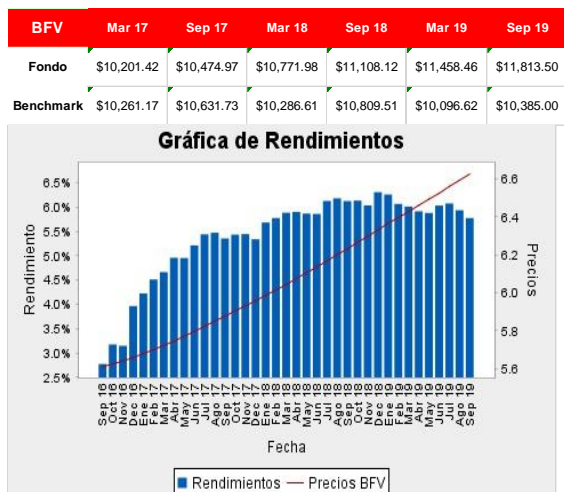 BFV Mar 17 Sep 17 Mar 18 Sep 18 Mar 19 Sep 19
Fondo $10,201.42 $10,474.97 $10,771.98 $11,108.12 $11,458.46 $11,813.50
Benchmark $10,261.17 $10,631.73 $10,286.61 $10,809.51 $10,096.62 $10,385.00
Gráfica de Rendimientos
Rendimiento
6.5%
6.0%
5.5%
5.0%
4.5%
4.0%
3.5%
3.0%
2.5%
6.6
6.4
6.2
6.0
5.8
5.6
Precios
Sep 16
Oct 16
Nov 16
Dec 16
Ene 17
Feb 17
Mar 17
Abr 17
May 17
Jun 17
Jul 17
Ago 17
Sep 17
Oct 17
Nov 17
Dec 17
Ene 18
Feb 18
Mar 18
Abr 18
May 18
Jun 18
Jul 18
Ago 18
Sep 18
Oct 18
Nov 18
Dec 18
Ene 19
Feb 19
Mar 19
Abr 19
May 19
Jun 19
Jul 19
Ago 19
Sep 19
Fecha
Rendimientos Precios BFV